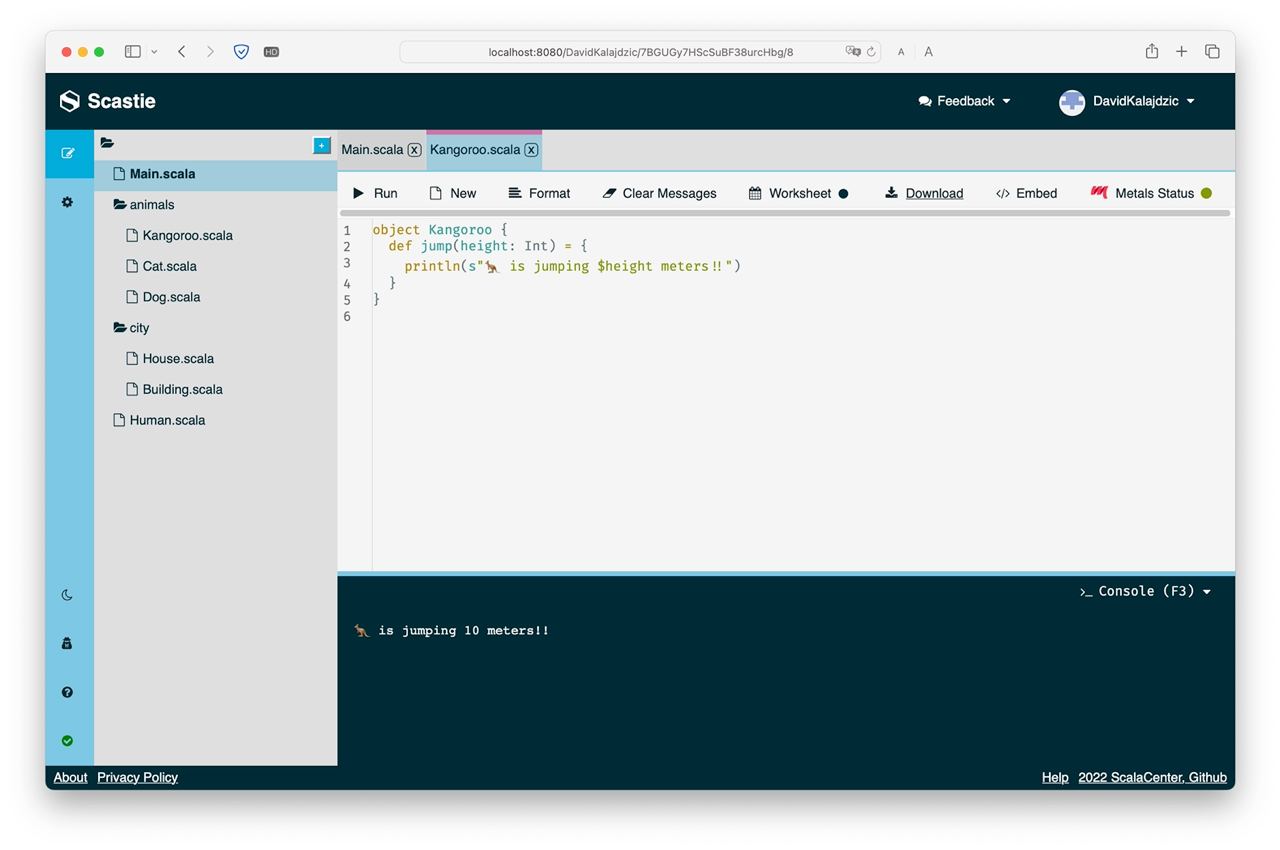 HD
localhost:8080/DavidKalajdzic/7BGUGy7HScSuBF38urcHbg/8
A A
Scastie
Feedback
DavidKalajdzic
+
Main.scala
animals
Kangoroo.scala
Cat.scala
Dog.scala
city
House.scala
Building.scala
Human.scala
Main.scala x Kangoroo.scala x
Run New Format Clear Messages Worksheet Download Embed Metals Status
1 object Kangoroo {
2 def jump(height: Int) = {
3 println(s"🦘 is jumping $height meters!!")
4 }
5 }
6
>_ Console (F3)
🦘 is jumping 10 meters!!
About Privacy Policy
Help 2022 ScalaCenter, Github